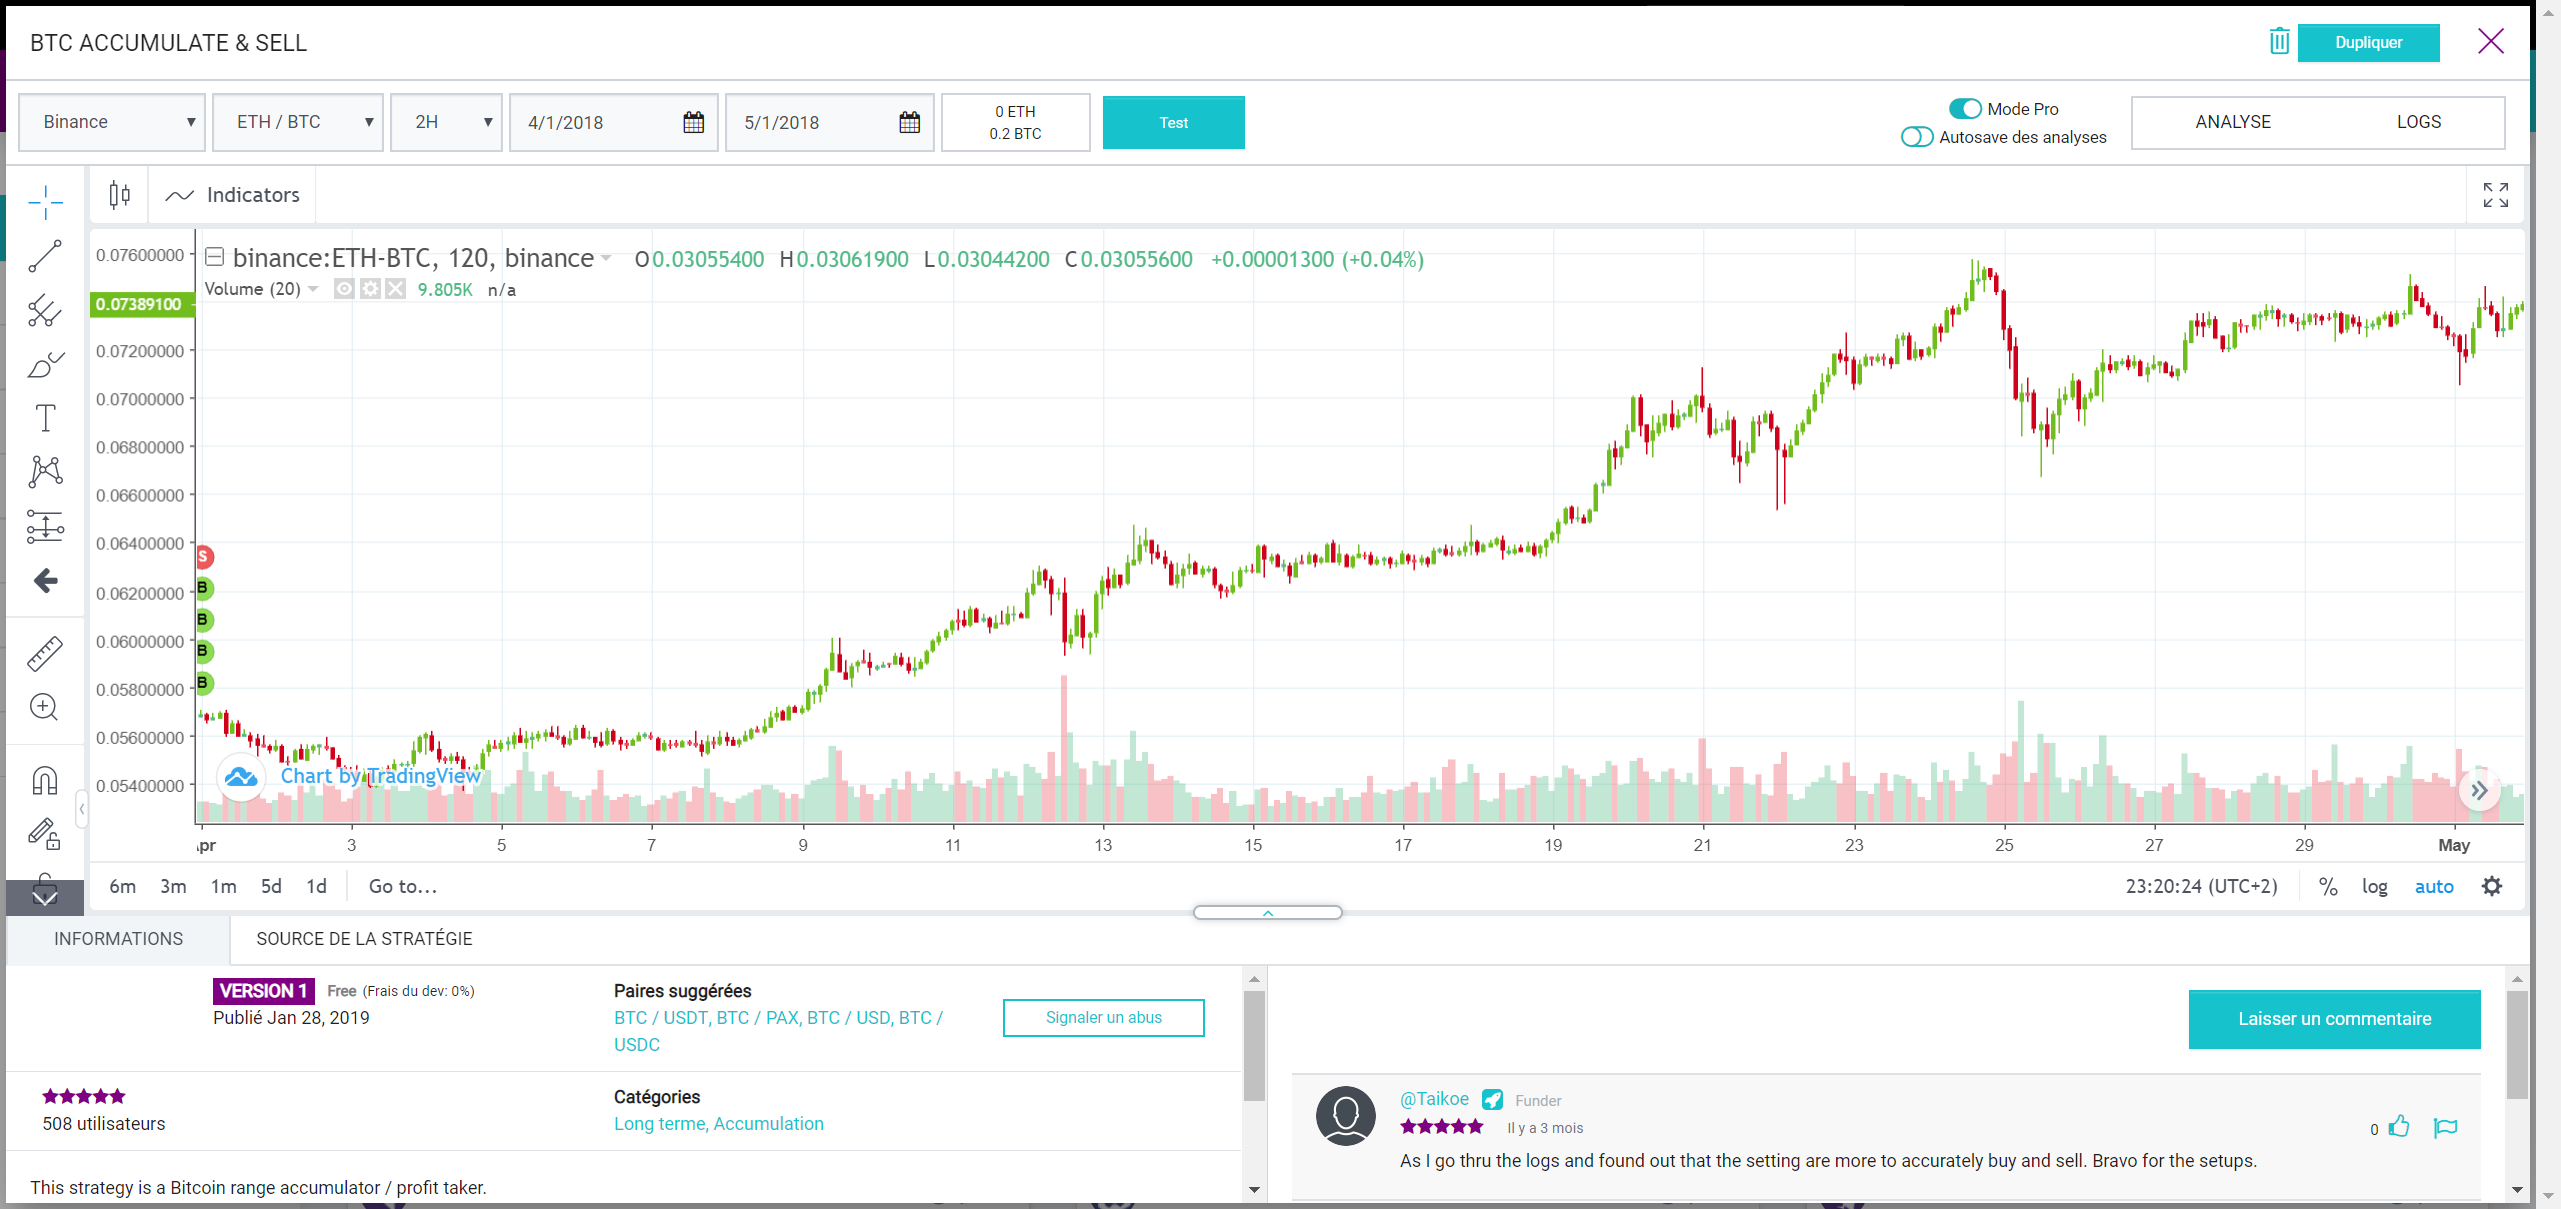 BTC ACCUMULATE & SELL
Dupliquer
Binance
ETH / BTC
2H
4/1/2018
5/1/2018
0 ETH
0.2 BTC
Test
Mode Pro
Autosave des analyses
ANALYSE
LOGS
Indicators
binance:ETH-BTC, 120, binance O0.03055400 H0.03061900 L0.03044200 C0.03055600 +0.00001300 (+0.04%)
Volume (20) 9.805K n/a
0.07600000
0.07389100
0.07200000
0.07000000
0.06800000
0.06600000
0.06400000
0.06200000
0.06000000
0.05800000
0.05600000
0.05400000
S
B
B
B
B
Chart by TradingView
pr 3 5 7 9 11 13 15 17 19 21 23 25 27 29 May
6m 3m 1m 5d 1d Go to...
23:20:24 (UTC+2) % log auto
INFORMATIONS
SOURCE DE LA STRATÉGIE
VERSION 1 Free (Frais du dev: 0%)
Publié Jan 28, 2019
Paires suggérées
BTC / USDT, BTC / PAX, BTC / USD, BTC /
USDC
Signaler un abus
508 utilisateurs
Catégories
Long terme, Accumulation
This strategy is a Bitcoin range accumulator / profit taker.
Laisser un commentaire
@Taikoe Funder
Il y a 3 mois
0
As I go thru the logs and found out that the setting are more to accurately buy and sell. Bravo for the setups.